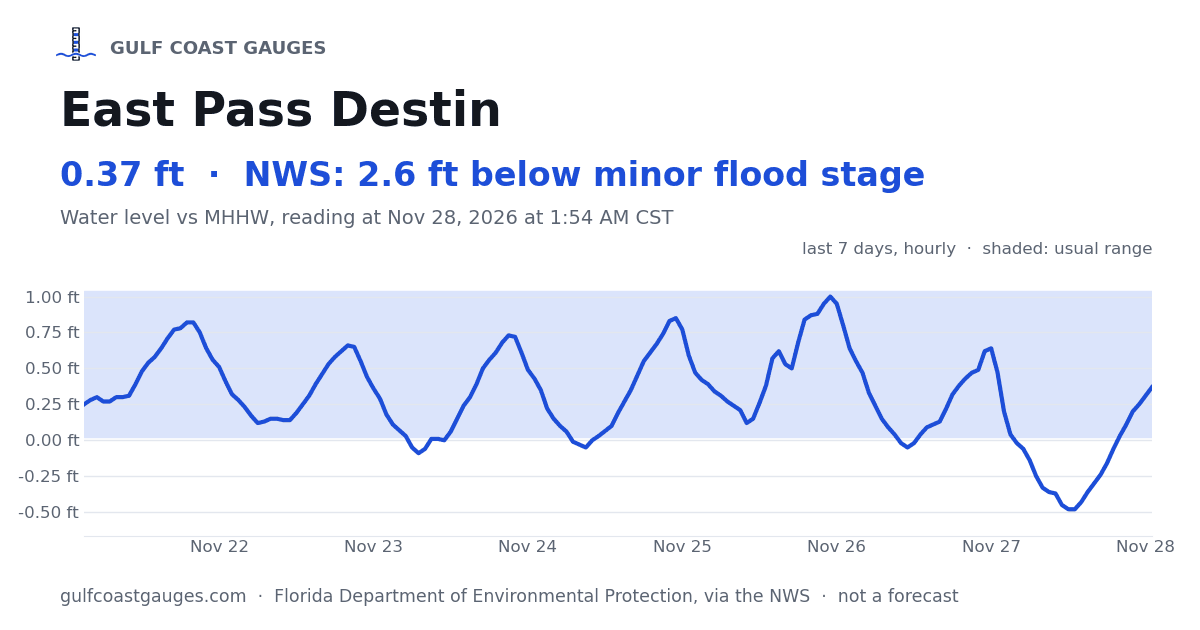 GULF COAST GAUGES
East Pass Destin
0.37 ft · NWS: 2.6 ft below minor flood stage
Water level vs MHHW, reading at Nov 28, 2026 at 1:54 AM CST
last 7 days, hourly · shaded: usual range
1.00 ft
0.75 ft
0.50 ft
0.25 ft
0.00 ft
-0.25 ft
-0.50 ft
Nov 22 Nov 23 Nov 24 Nov 25 Nov 26 Nov 27 Nov 28
gulfcoastgauges.com · Florida Department of Environmental Protection, via the NWS · not a forecast